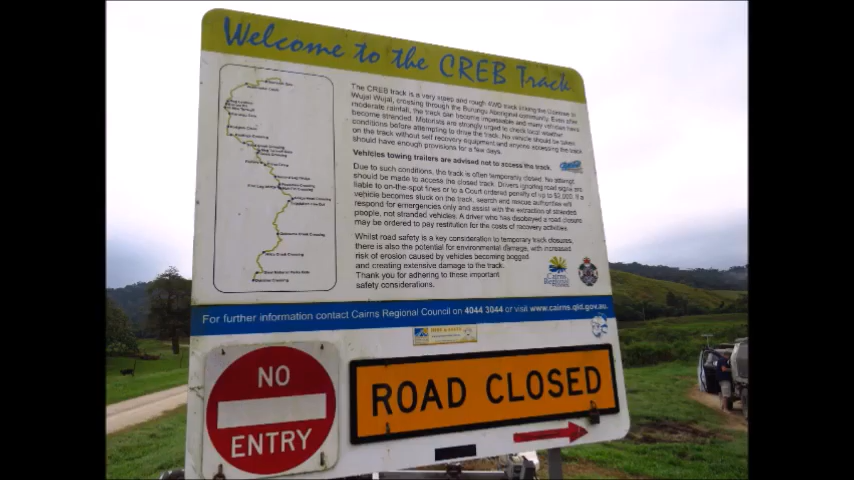 Welcome to the CREB Track
The CREB track is a very steep and rough 4WD track linking the Daintree to
Wujal Wujal, crossing through the Burungu Aboriginal community. Even after
moderate rainfall, the track can become impassable and many vehicles have
become stranded. Motorists are strongly urged to check local weather
conditions before attempting to drive the track. No vehicle should be taken
on the track without self recovery equipment and anyone accessing the track
should have enough provisions for a few days.
Vehicles towing trailers are advised not to access the track.
Due to such conditions, the track is often temporarily closed. No attempt
should be made to access the closed track. Drivers ignoring road signs are
liable to on-the-spot fines or to a Court ordered penalty of up to $2,000. If a
vehicle becomes stuck on the track, search and rescue authorities will
respond for emergencies only and assist with the extraction of stranded
people, not stranded vehicles. A driver who has disobeyed a road closure
may be ordered to pay restitution for the costs of recovery activities.
Whilst road safety is a key consideration to temporary track closures,
there is also the potential for environmental damage, with increased
risk of erosion caused by vehicles becoming bogged
and creating extensive damage to the track.
Thank you for adhering to these important
safety considerations.
For further information contact Cairns Regional Council on 4044 3044 or visit www.cairns.qld.gov.au.
NO
ENTRY
ROAD CLOSED